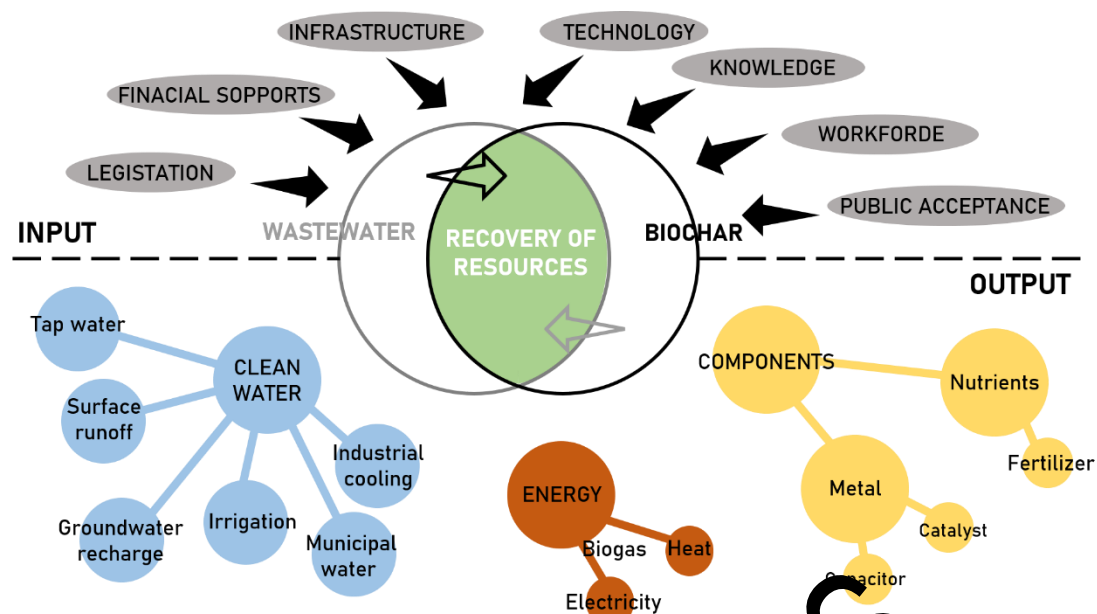 INFRASTRUCTURE
TECHNOLOGY
KNOWLEDGE
FINACIAL SOPPORTS
WORKFORDE
LEGISTATION
PUBLIC ACCEPTANCE
INPUT
WASTEWATER
RECOVERY OF
RESOURCES
BIOCHAR
OUTPUT
Tap water
CLEAN
WATER
Surface
runoff
Industrial
cooling
Groundwater
recharge
Irrigation
Municipal
water
ENERGY
Biogas
Heat
Electricity
COMPONENTS
Nutrients
Fertilizer
Metal
Catalyst